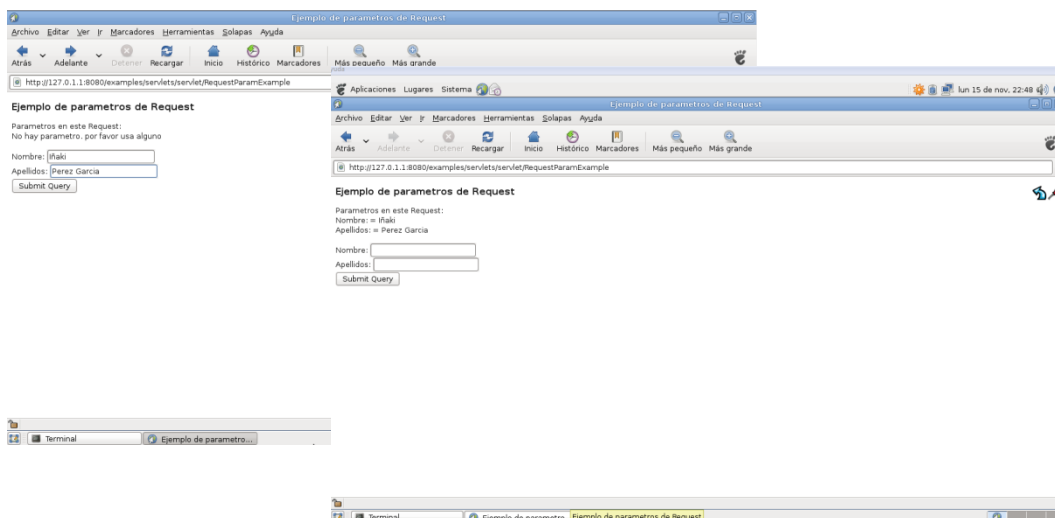 Ejemplo de parametros de Request
Archivo Editar Ver Ir Marcadores Herramientas Solapas Ayuda
Atrás Adelante Detener Recargar Inicio Histórico Marcadores Más pequeño Más grande
http://127.0.1.1:8080/examples/servlets/servlet/RequestParamExample
Ejemplo de parametros de Request
Parametros en este Request:
No hay parametro. por favor usa alguno
Nombre: Iñaki
Apellidos: Perez Garcia
Submit Query
Terminal Ejemplo de parametro...
Aplicaciones Lugares Sistema lun 15 de nov, 22:48
Ejemplo de parametros de Request
Archivo Editar Ver Ir Marcadores Herramientas Solapas Ayuda
Atrás Adelante Detener Recargar Inicio Histórico Marcadores Más pequeño Más grande
http://127.0.1.1:8080/examples/servlets/servlet/RequestParamExample
Ejemplo de parametros de Request
Parametros en este Request:
Nombre: = Iñaki
Apellidos: = Perez Garcia
Nombre:
Apellidos:
Submit Query
Terminal Ejemplo de parametro Ejemplo de parametros de Request